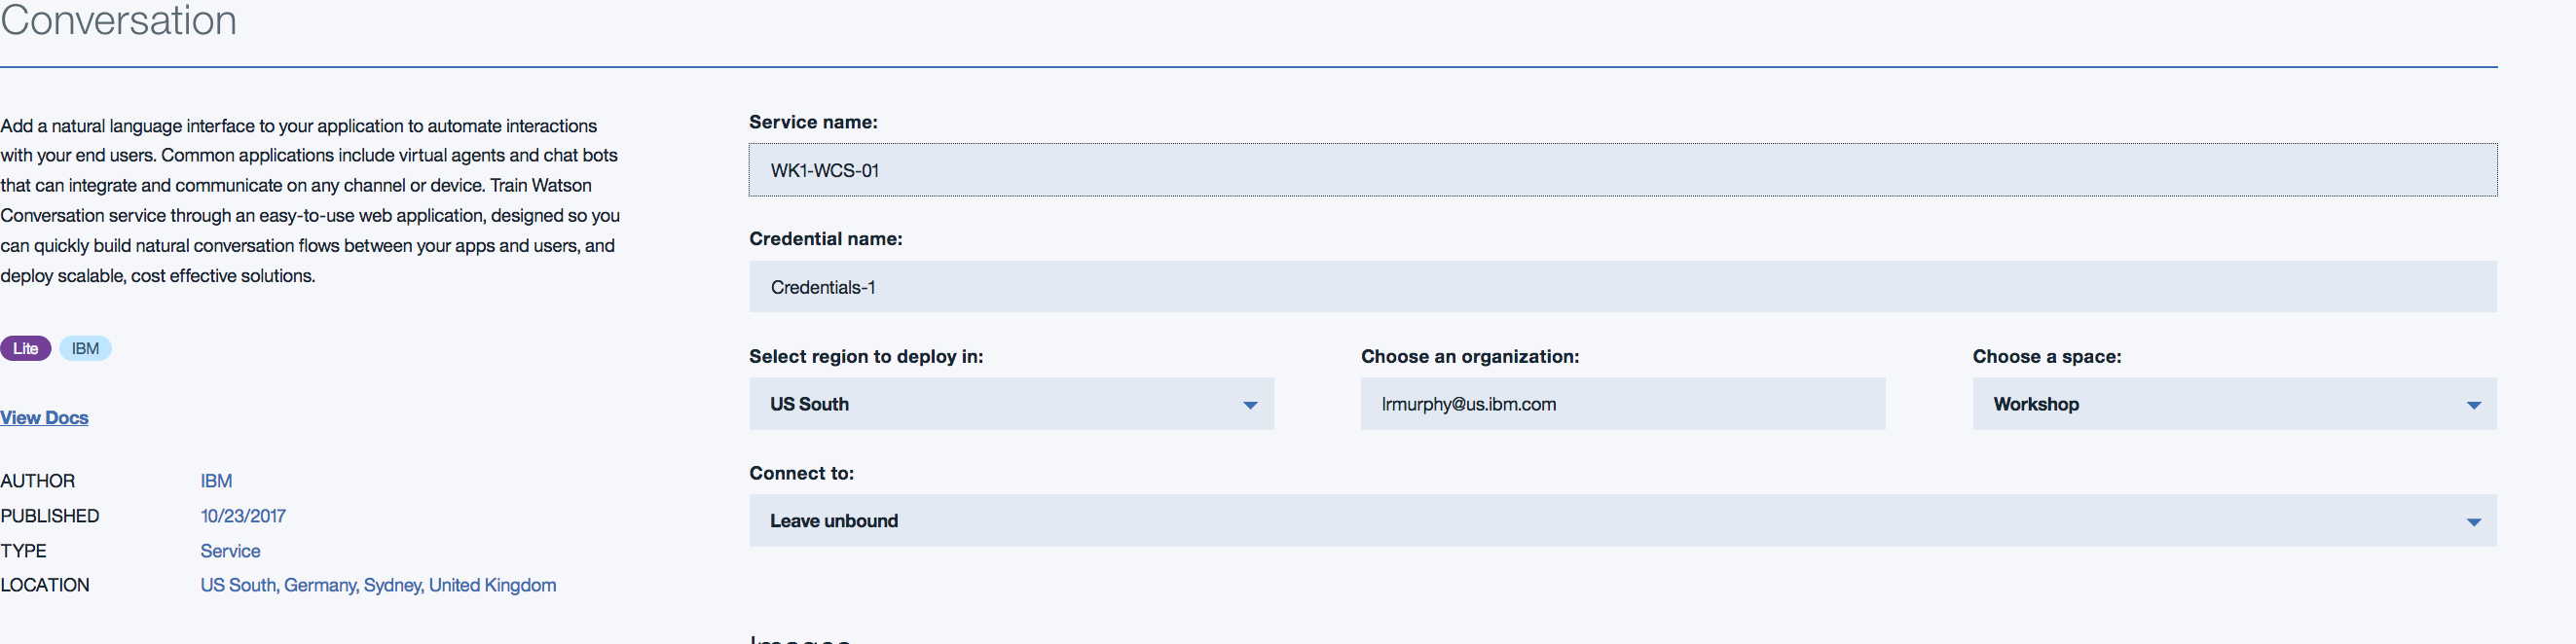 Conversation
Add a natural language interface to your application to automate interactions
with your end users. Common applications include virtual agents and chat bots
that can integrate and communicate on any channel or device. Train Watson
Conversation service through an easy-to-use web application, designed so you
can quickly build natural conversation flows between your apps and users, and
deploy scalable, cost effective solutions.
Lite IBM
View Docs
AUTHOR IBM
PUBLISHED 10/23/2017
TYPE Service
LOCATION US South, Germany, Sydney, United Kingdom
Service name:
WK1-WCS-01
Credential name:
Credentials-1
Select region to deploy in: Choose an organization: Choose a space:
US South lrmurphy@us.ibm.com Workshop
Connect to:
Leave unbound
Images